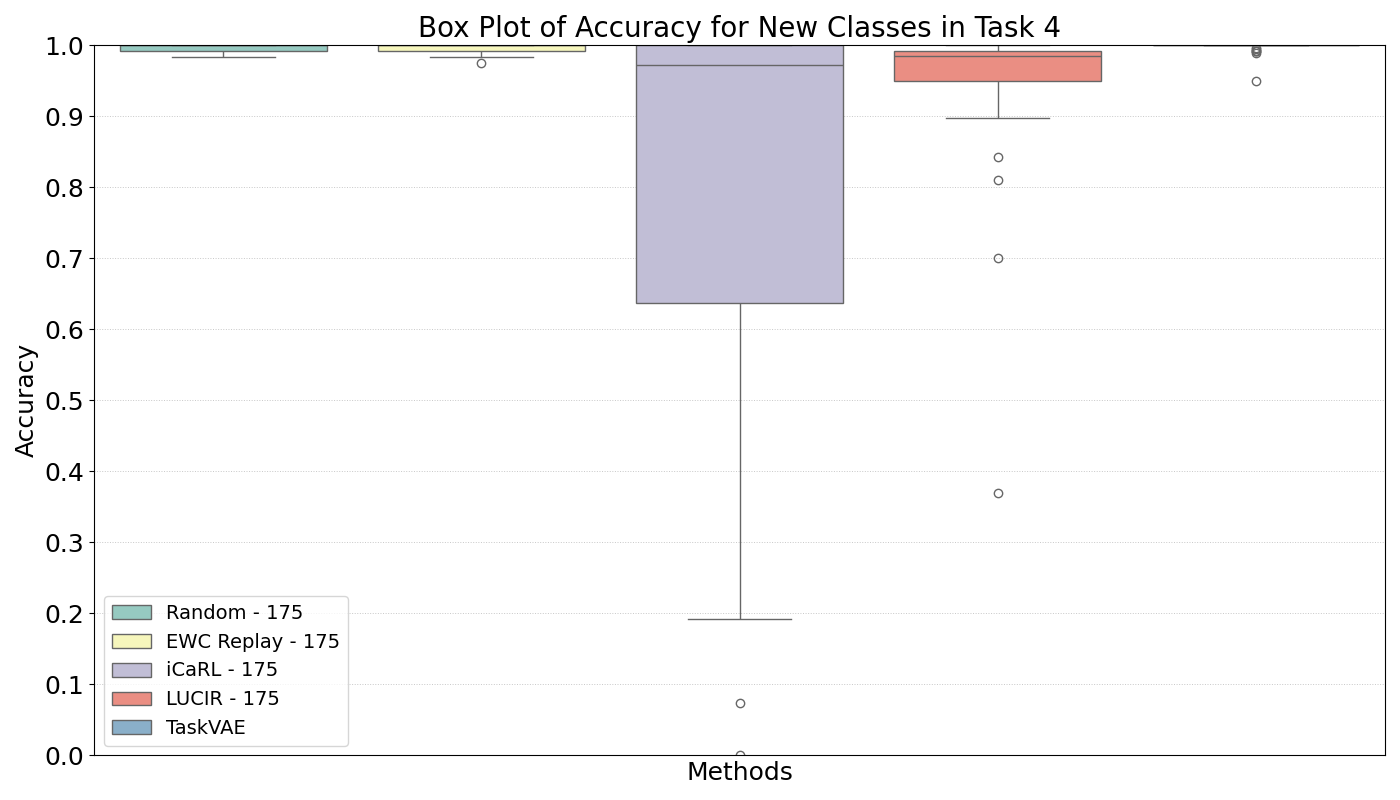 Box Plot of Accuracy for New Classes in Task 4
1.0
0.9
0.8
0.7
0.6
0.5
0.4
0.3
0.2
0.1
0.0
Accuracy
Random - 175
EWC Replay - 175
iCaRL - 175
LUCIR - 175
TaskVAE
Methods